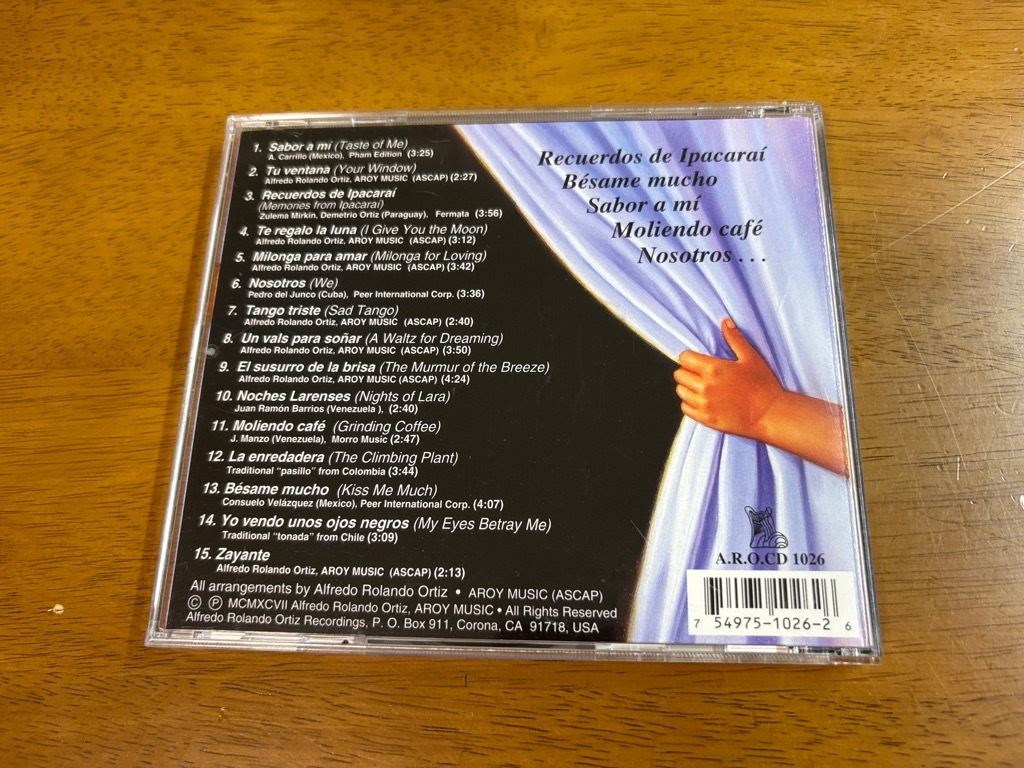 1. Sabor a mí (Taste of Me)
A. Carrillo (Mexico), Pham Edition (3:25)
2. Tu ventana (Your Window)
Alfredo Rolando Ortiz, AROY MUSIC (ASCAP) (2:27)
3. Recuerdos de Ipacaraí
(Memories from Ipacaraí)
Zulema Mirkin, Demetrio Ortiz (Paraguay), Fermata (3:56)
4. Te regalo la luna (I Give You the Moon)
Alfredo Rolando Ortiz, AROY MUSIC (ASCAP) (3:12)
5. Milonga para amar (Milonga for Loving)
Alfredo Rolando Ortiz, AROY MUSIC (ASCAP) (3:42)
6. Nosotros (We)
Pedro del Junco (Cuba), Peer International Corp. (3:36)
7. Tango triste (Sad Tango)
Alfredo Rolando Ortiz, AROY MUSIC (ASCAP) (2:40)
8. Un vals para soñar (A Waltz for Dreaming)
Alfredo Rolando Ortiz, AROY MUSIC (ASCAP) (3:50)
9. El susurro de la brisa (The Murmur of the Breeze)
Alfredo Rolando Ortiz, AROY MUSIC (ASCAP) (4:24)
10. Noches Larenses (Nights of Lara)
Juan Ramón Barrios (Venezuela ), (2:40)
11. Moliendo café (Grinding Coffee)
J. Manzo (Venezuela), Morro Music (2:47)
12. La enredadera (The Climbing Plant)
Traditional "pasillo" from Colombia (3:44)
13. Bésame mucho (Kiss Me Much)
Consuelo Velázquez (Mexico), Peer International Corp. (4:07)
14. Yo vendo unos ojos negros (My Eyes Betray Me)
Traditional "tonada" from Chile (3:09)
15. Zayante
Alfredo Rolando Ortiz, AROY MUSIC (ASCAP) (2:13)
All arrangements by Alfredo Rolando Ortiz • AROY MUSIC (ASCAP)
© ℗ MCMXCVII Alfredo Rolando Ortiz, AROY MUSIC • All Rights Reserved
Alfredo Rolando Ortiz Recordings, P. O. Box 911, Corona, CA 91718, USA
Recuerdos de Ipacaraí
Bésame mucho
Sabor a mí
Moliendo café
Nosotros . . .
A.R.O.CD 1026
7 54975-1026-2 6